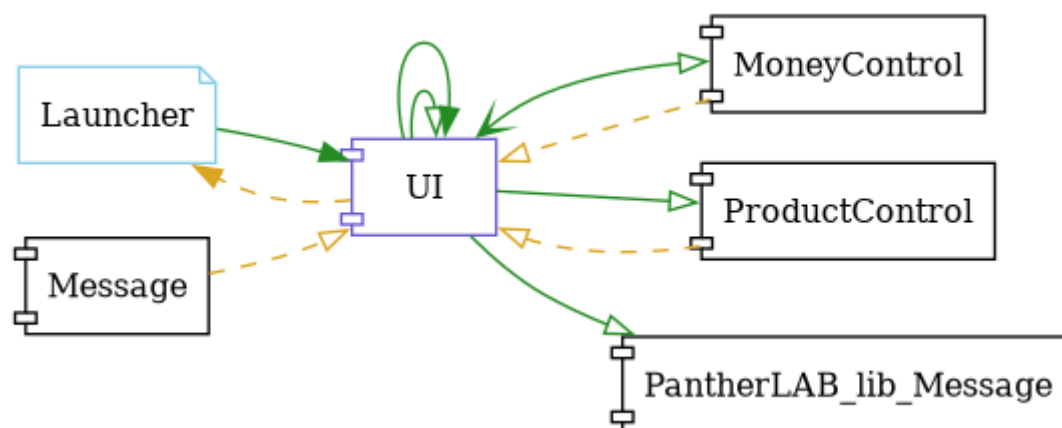 Launcher
Message
UI
MoneyControl
ProductControl
PantherLAB_lib_Message